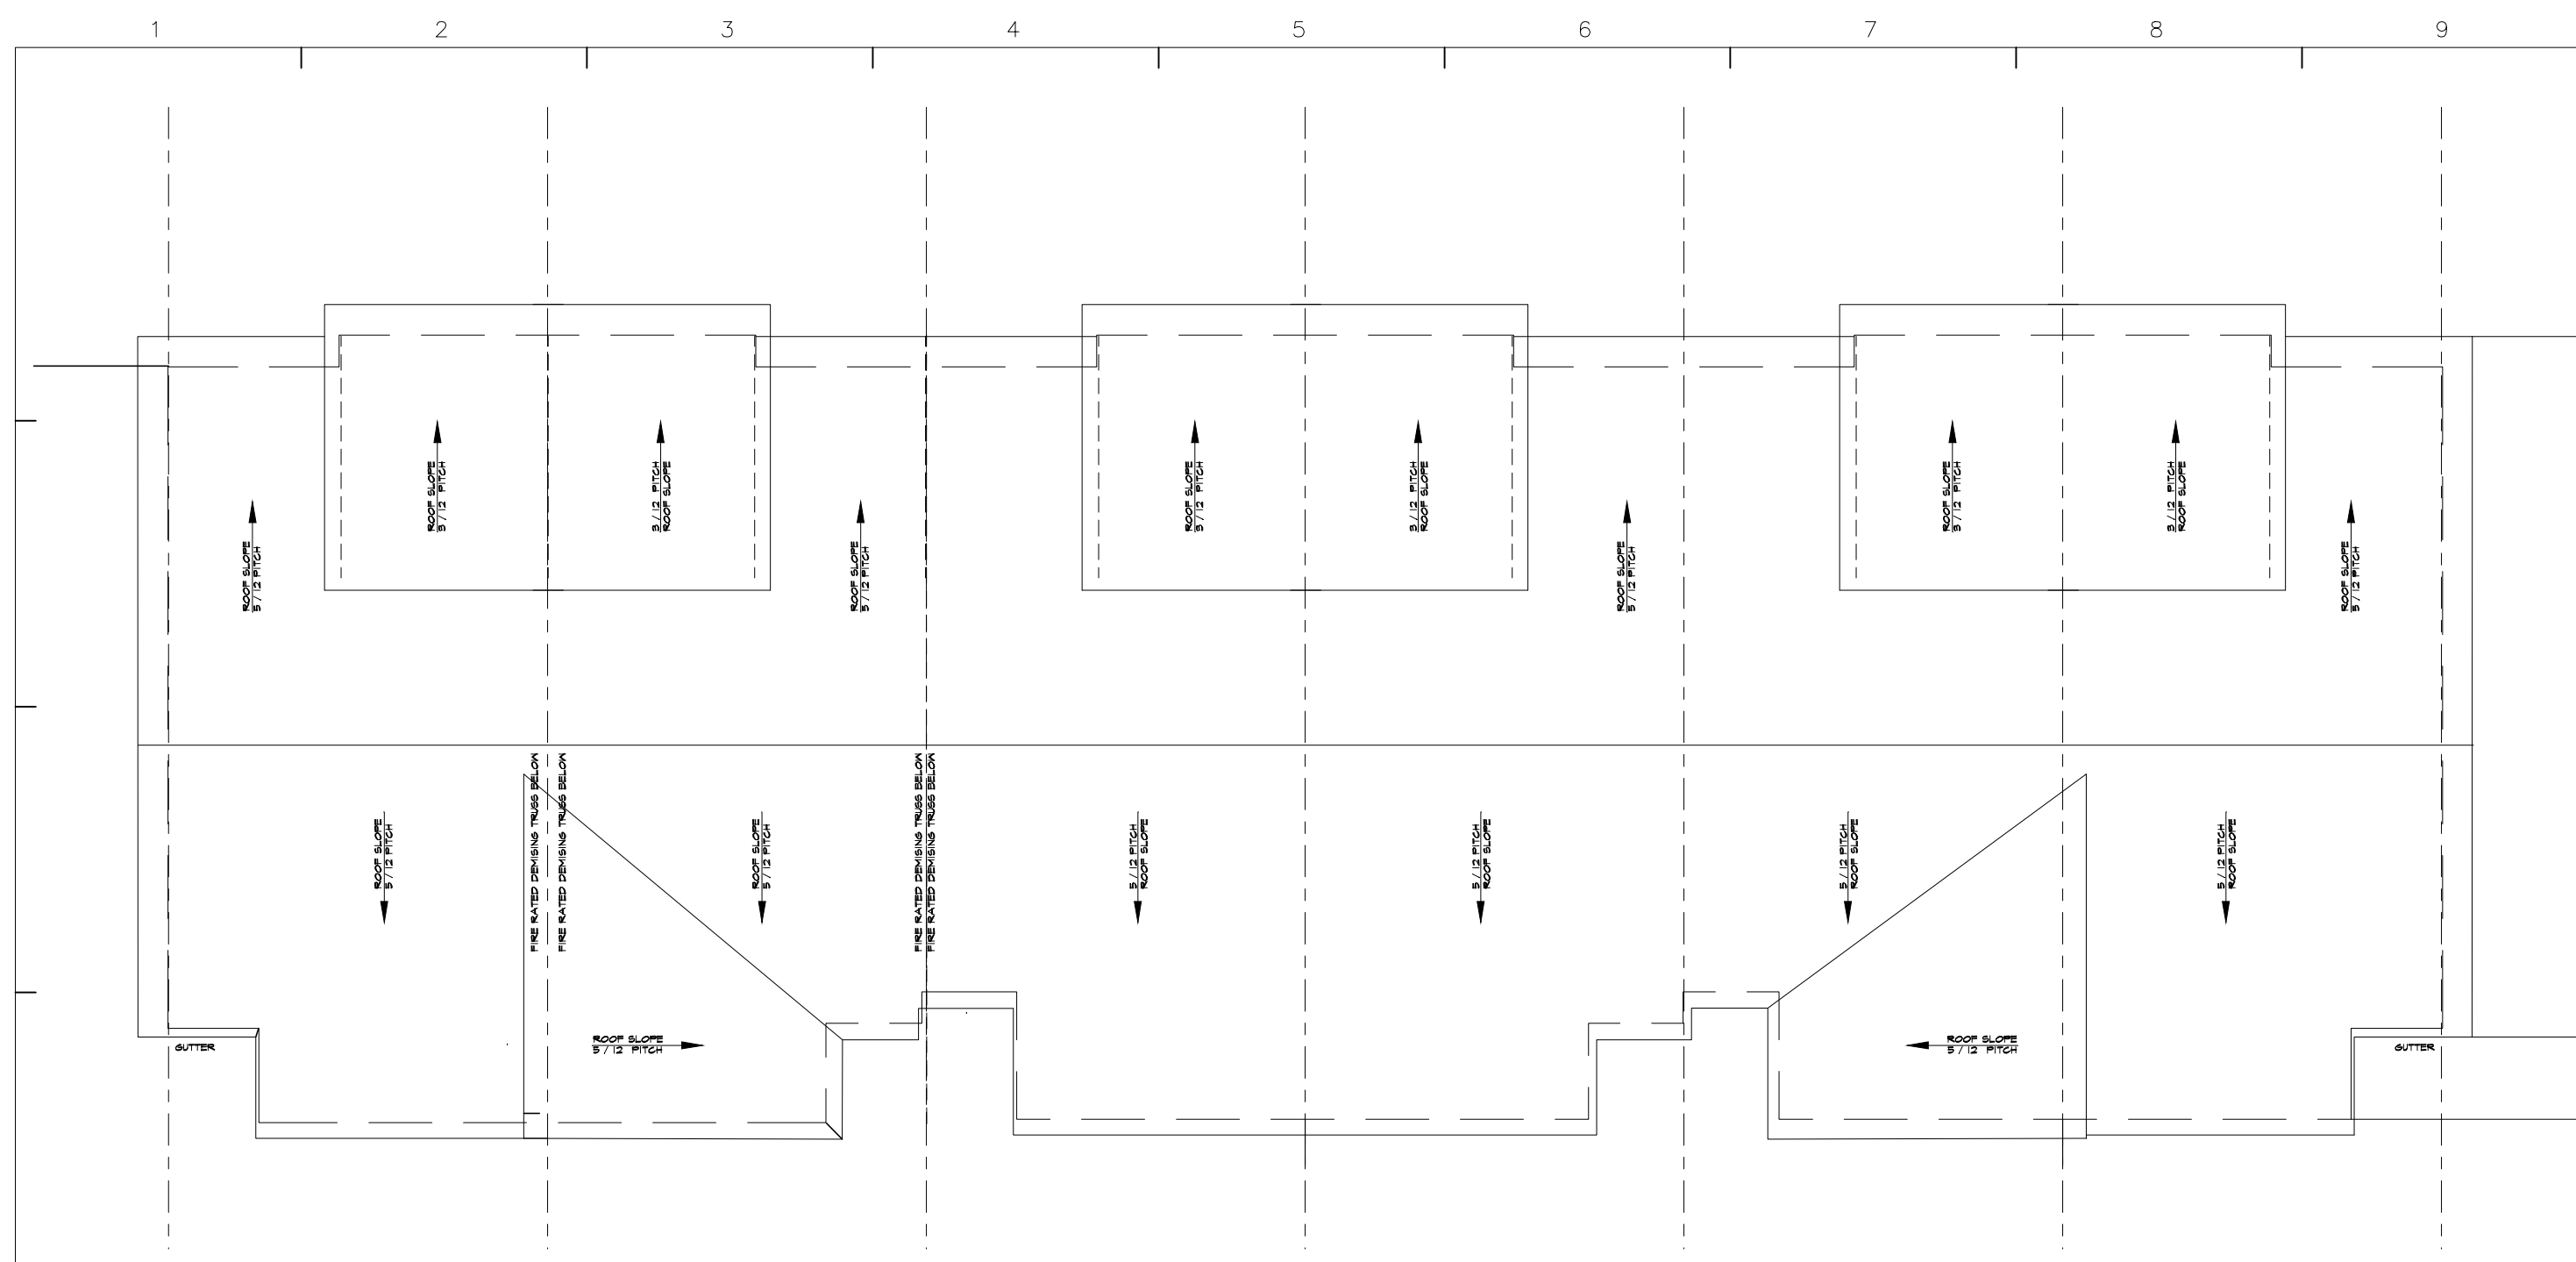 1 2 3 4 5 6 7 8 9
ROOF SLOPE
3 / 12 PITCH
3 / 12 PITCH
ROOF SLOPE
ROOF SLOPE
3 / 12 PITCH
3 / 12 PITCH
ROOF SLOPE
ROOF SLOPE
3 / 12 PITCH
3 / 12 PITCH
ROOF SLOPE
ROOF SLOPE
5 / 12 PITCH
ROOF SLOPE
5 / 12 PITCH
ROOF SLOPE
5 / 12 PITCH
ROOF SLOPE
5 / 12 PITCH
ROOF SLOPE
5 / 12 PITCH
FIRE RATED DEMISING TRUSS BELOW
FIRE RATED DEMISING TRUSS BELOW
ROOF SLOPE
5 / 12 PITCH
FIRE RATED DEMISING TRUSS BELOW
FIRE RATED DEMISING TRUSS BELOW
5 / 12 PITCH
ROOF SLOPE
5 / 12 PITCH
ROOF SLOPE
5 / 12 PITCH
ROOF SLOPE
5 / 12 PITCH
ROOF SLOPE
GUTTER
ROOF SLOPE
5 / 12 PITCH
ROOF SLOPE
5 / 12 PITCH
GUTTER